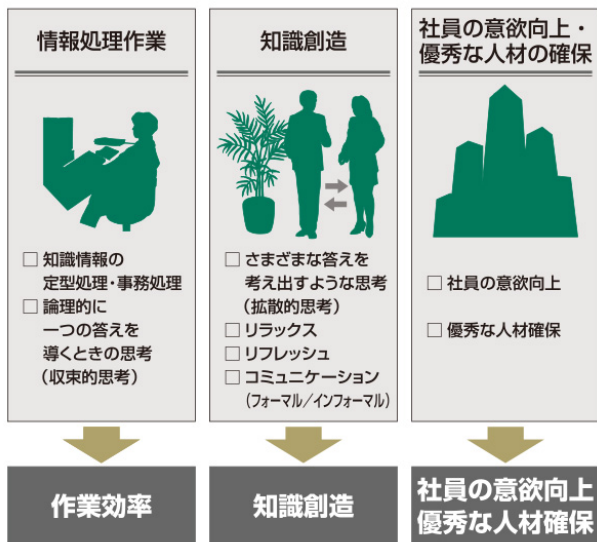 情報処理作業
□ 知識情報の
定型処理・事務処理
□ 論理的に
一つの答えを
導くときの思考
(収束的思考)
作業効率
知識創造
□ さまざまな答えを
考え出すような思考
(拡散的思考)
□ リラックス
□ リフレッシュ
□ コミュニケーション
(フォーマル/インフォーマル)
知識創造
社員の意欲向上・
優秀な人材の確保
□ 社員の意欲向上
□ 優秀な人材確保
社員の意欲向上
優秀な人材確保